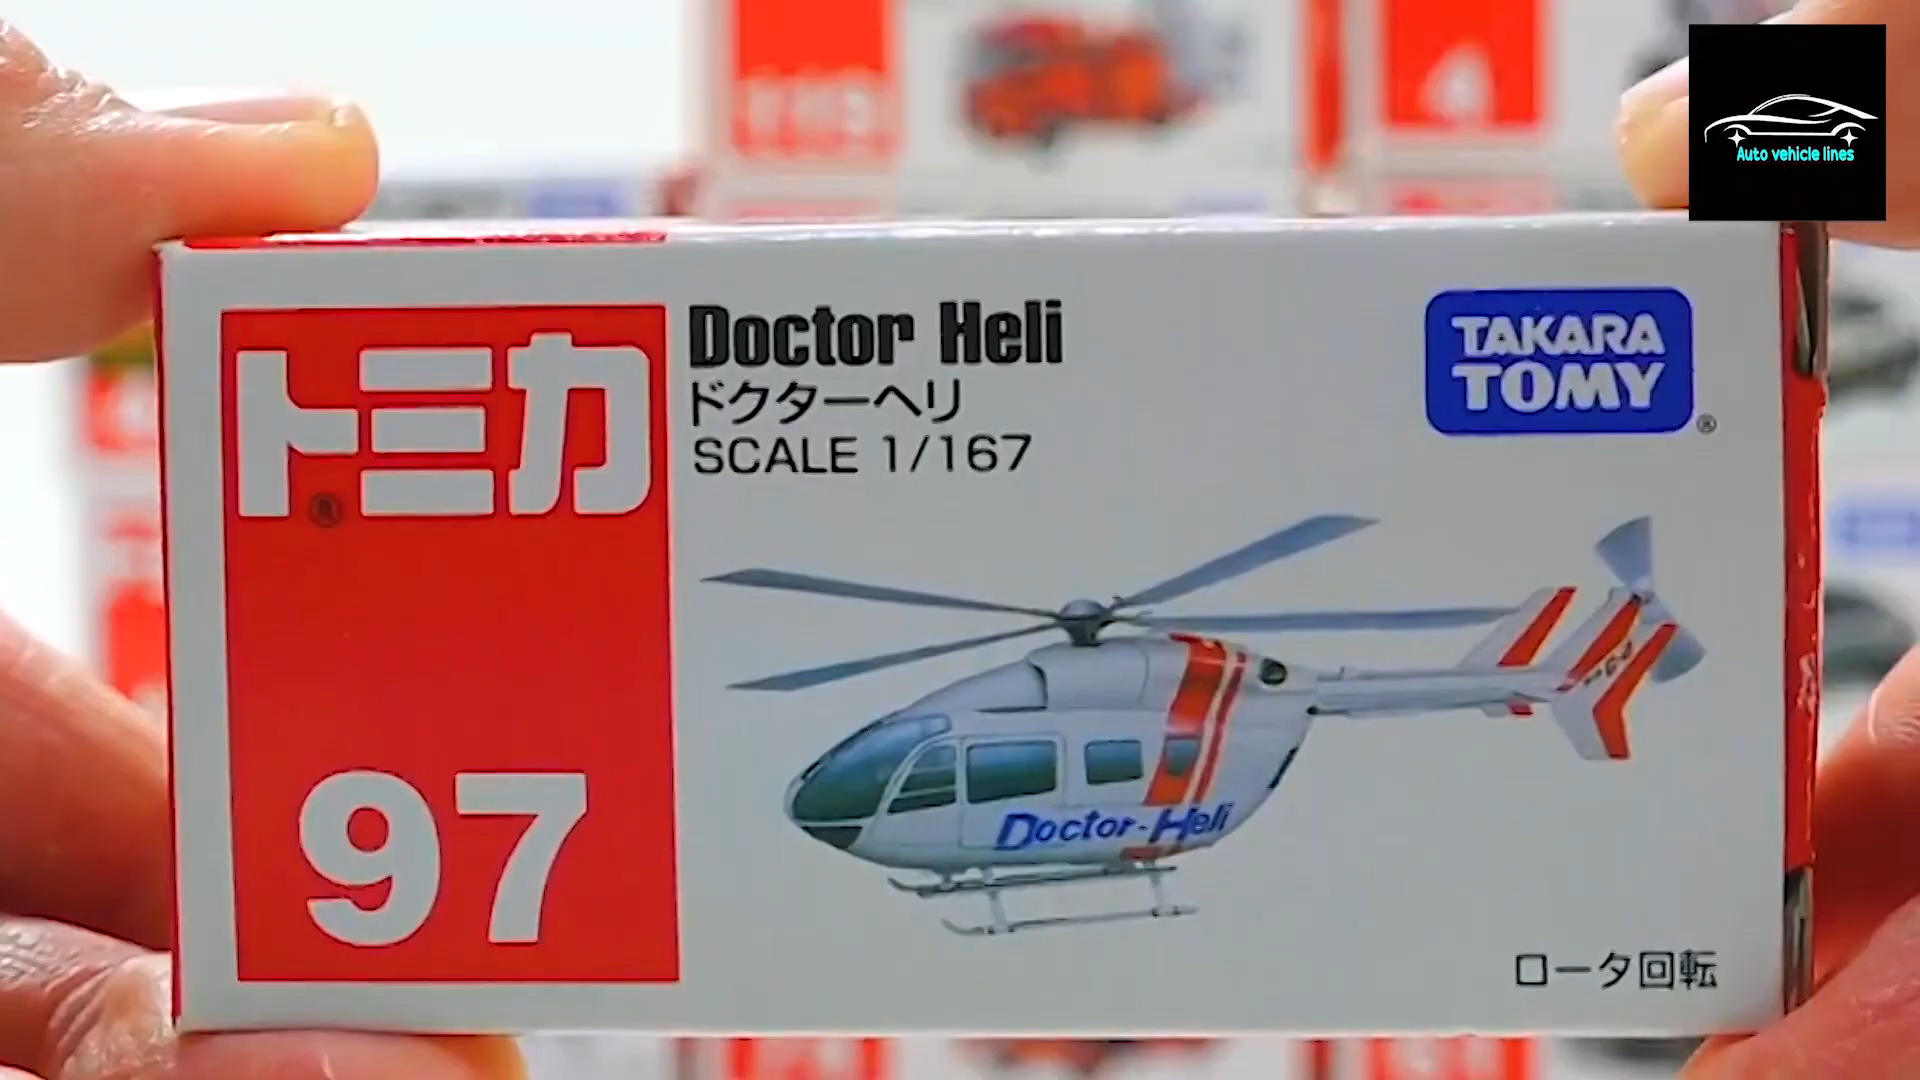 Auto vehicle lines
トミカ
97
Doctor Heli
ドクターヘリ
SCALE 1/167
TAKARA
TOMY
Doctor-Heli
ロータ回転
4